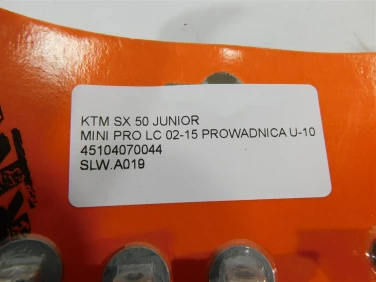 KTM SX 50 JUNIOR
MINI PRO LC 02-15 PROWADNICA U-10
45104070044
SLW.A019